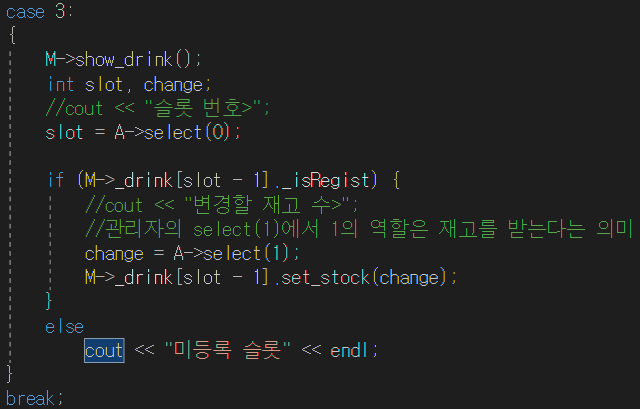 case 3:
{
M->show_drink();
int slot, change;
//cout << "슬롯 번호>";
slot = A->select(0);
if (M->_drink[slot - 1]._isRegist) {
//cout << "변경할 재고 수>";
//관리자의 select(1)에서 1의 역할은 재고를 받는다는 의미
change = A->select(1);
M->_drink[slot - 1].set_stock(change);
}
else
cout << "미등록 슬롯" << endl;
}
break;